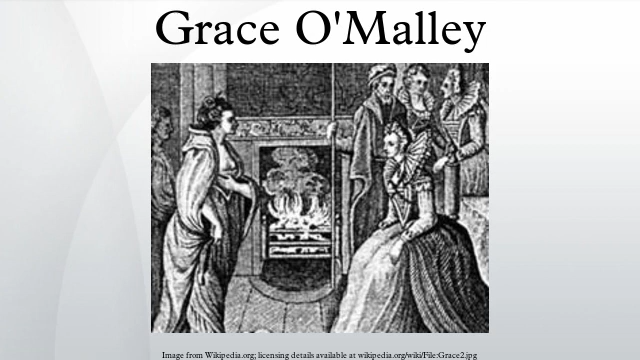 Grace O'Malley
Image from Wikipedia.org; licensing details available at wikipedia.org/wiki/File:Grace2.jpg